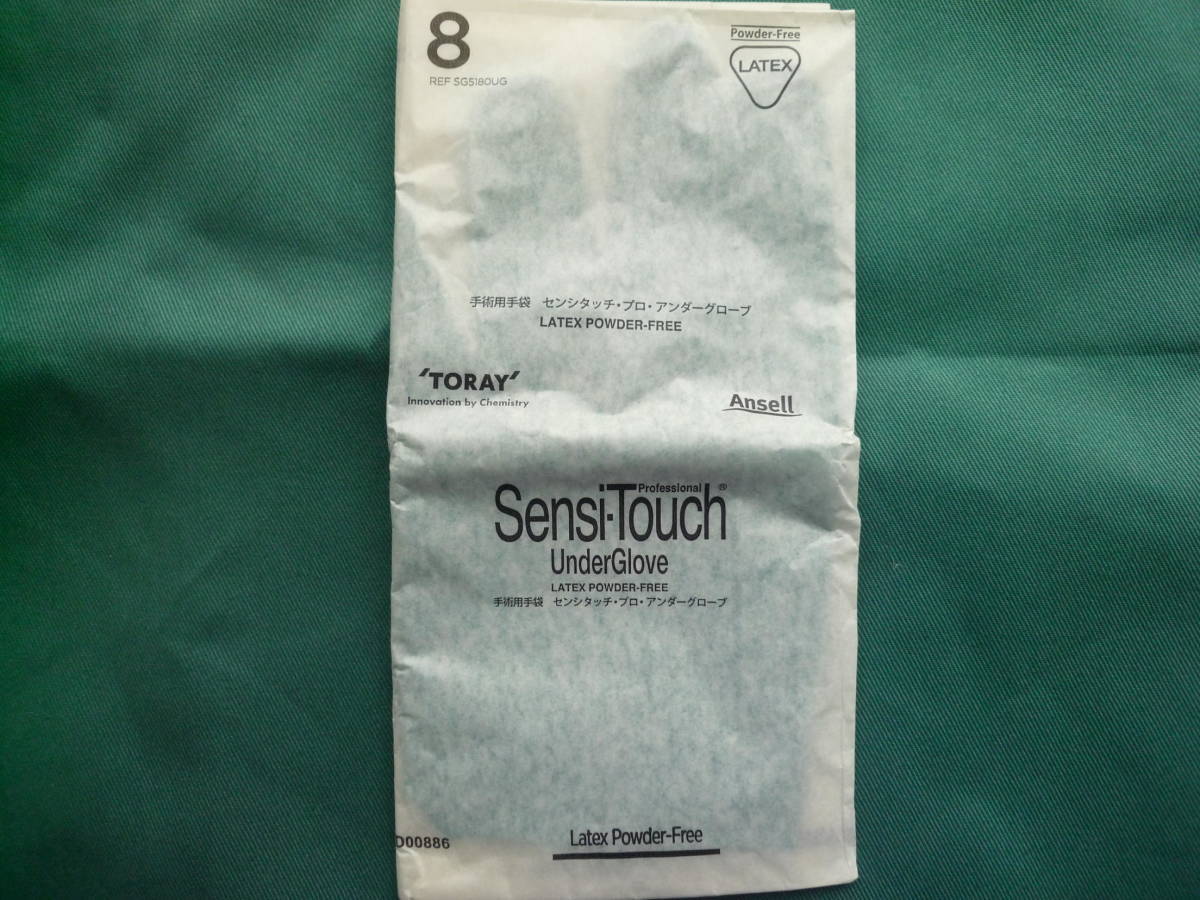 8
REF SG5180UG
Powder-Free
LATEX
手術用手袋 センシタッチ・プロ・アンダーグローブ
LATEX POWDER-FREE
'TORAY'
Innovation by Chemistry
Ansell
Professional
Sensi-Touch®
UnderGlove
LATEX POWDER-FREE
手術用手袋 センシタッチ・プロ・アンダーグローブ
D00886
Latex Powder-Free